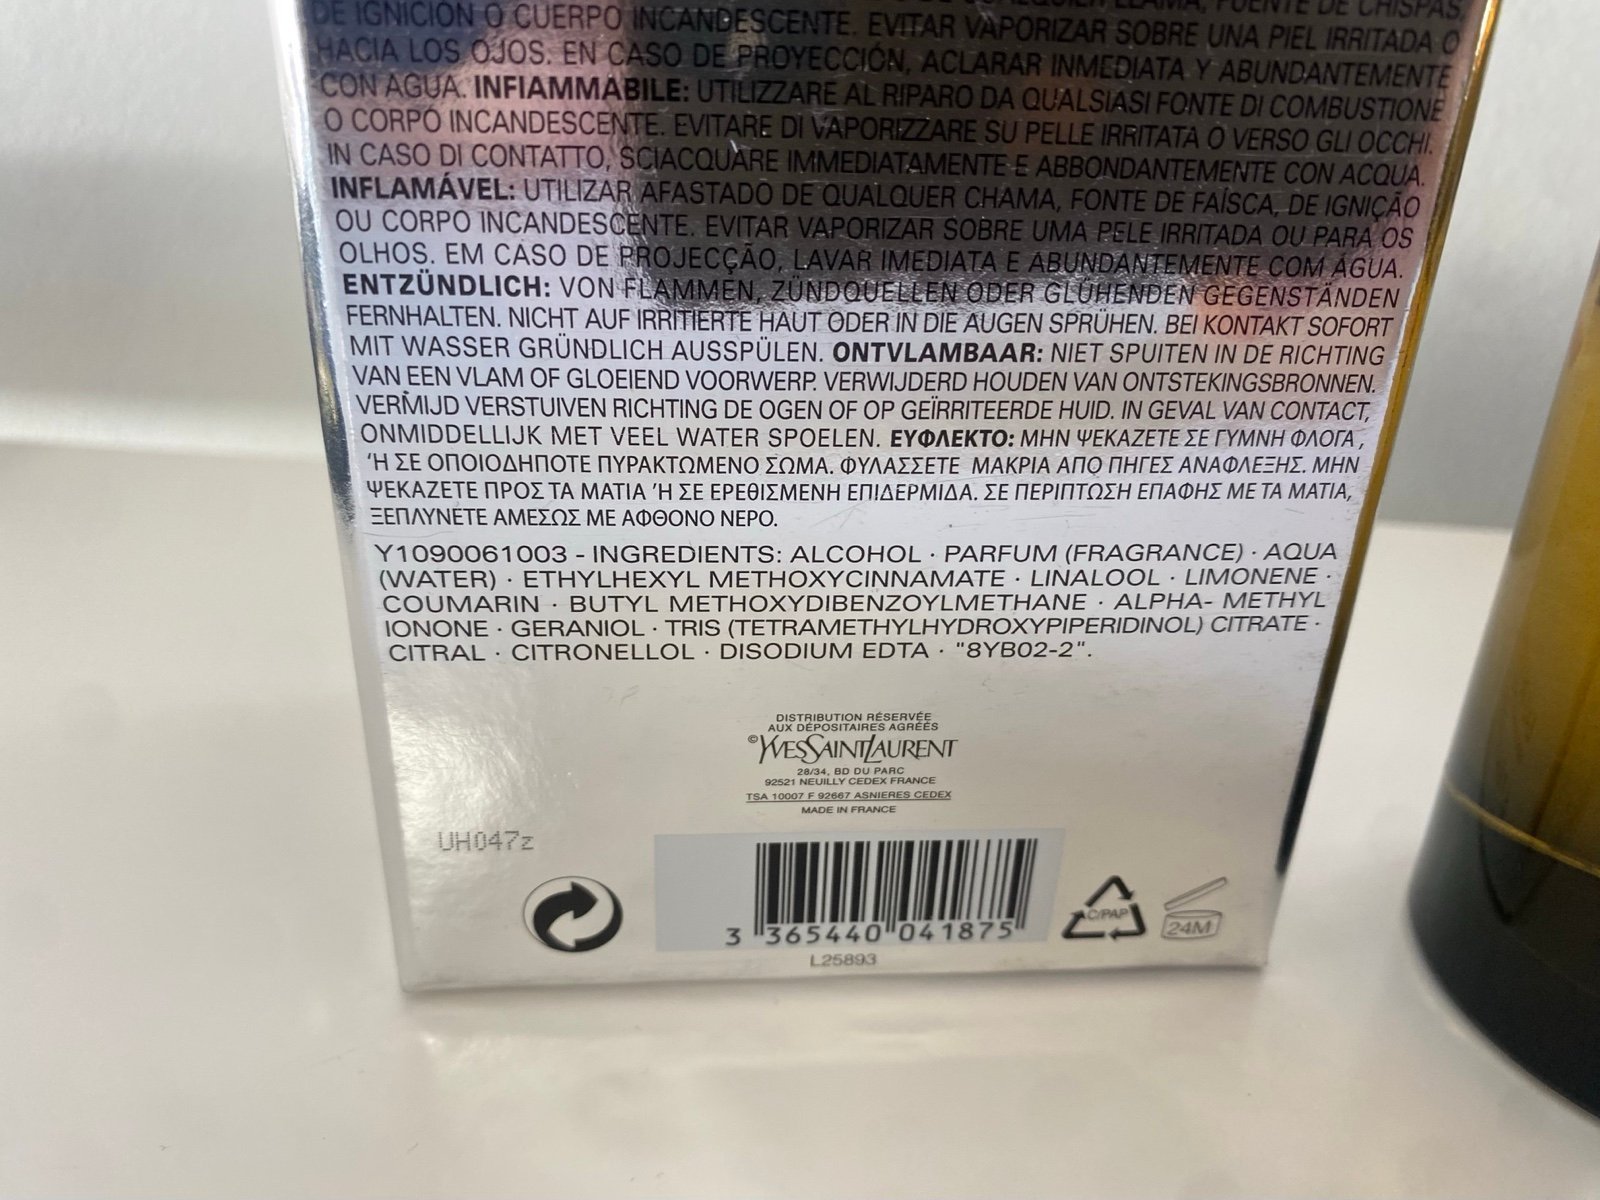 DE QUALQUIER LLAMA, FUENTE DE CHISPAS,
DE IGNICIÓN O CUERPO INCANDESCENTE. EVITAR VAPORIZAR SOBRE UNA PIEL IRRITADA O
HACIA LOS OJOS. EN CASO DE PROYECCIÓN, ACLARAR INMEDIATA Y ABUNDANTEMENTE
CON AGUA. INFIAMMABILE: UTILIZZARE AL RIPARO DA QUALSIASI FONTE DI COMBUSTIONE
O CORPO INCANDESCENTE. EVITARE DI VAPORIZZARE SU PELLE IRRITATA O VERSO GLI OCCHI.
IN CASO DI CONTATTO, SCIACQUARE IMMEDIATAMENTE E ABBONDANTEMENTE CON ACQUA.
INFLAMÁVEL: UTILIZAR AFASTADO DE QUALQUER CHAMA, FONTE DE FAÍSCA, DE IGNIÇÃO
OU CORPO INCANDESCENTE. EVITAR VAPORIZAR SOBRE UMA PELE IRRITADA OU PARA OS
OLHOS. EM CASO DE PROJECÇÃO, LAVAR IMEDIATA E ABUNDANTEMENTE COM ÁGUA.
ENTZÜNDLICH: VON FLAMMEN, ZÜNDQUELLEN ODER GLÜHENDEN GEGENSTÄNDEN
FERNHALTEN. NICHT AUF IRRITIERTE HAUT ODER IN DIE AUGEN SPRÜHEN. BEI KONTAKT SOFORT
MIT WASSER GRÜNDLICH AUSSPÜLEN. ONTVLAMBAAR: NIET SPUITEN IN DE RICHTING
VAN EEN VLAM OF GLOEIEND VOORWERP. VERWIJDERD HOUDEN VAN ONTSTEKINGSBRONNEN.
VERMIJD VERSTUIVEN RICHTING DE OGEN OF OP GEÏRRITEERDE HUID. IN GEVAL VAN CONTACT,
ONMIDDELLIJK MET VEEL WATER SPOELEN. ΕΥΦΛΕΚΤΟ: ΜΗΝ ΨΕΚΑΖΕΤΕ ΣΕ ΓΥΜΝΗ ΦΛΟΓΑ,
Ή ΣΕ ΟΠΟΙΟΔΗΠΟΤΕ ΠΥΡΑΚΤΩΜΕΝΟ ΣΩΜΑ. ΦΥΛΑΣΣΕΤΕ ΜΑΚΡΙΑ ΑΠΟ ΠΗΓΕΣ ΑΝΑΦΛΕΞΗΣ. ΜΗΝ
ΨΕΚΑΖΕΤΕ ΠΡΟΣ ΤΑ ΜΑΤΙΑ Ή ΣΕ ΕΡΕΘΙΣΜΕΝΗ ΕΠΙΔΕΡΜΙΔΑ. ΣΕ ΠΕΡΙΠΤΩΣΗ ΕΠΑΦΗΣ ΜΕ ΤΑ ΜΑΤΙΑ,
ΞΕΠΛΥΝΕΤΕ ΑΜΕΣΩΣ ΜΕ ΑΦΘΟΝΟ ΝΕΡΟ.
Y1090061003 - INGREDIENTS: ALCOHOL · PARFUM (FRAGRANCE) · AQUA
(WATER) · ETHYLHEXYL METHOXYCINNAMATE · LINALOOL · LIMONENE ·
COUMARIN · BUTYL METHOXYDIBENZOYLMETHANE · ALPHA- METHYL
IONONE · GERANIOL · TRIS (TETRAMETHYLHYDROXYPIPERIDINOL) CITRATE ·
CITRAL · CITRONELLOL · DISODIUM EDTA · "8YB02-2".
DISTRIBUTION RÉSERVÉE
AUX DÉPOSITAIRES AGRÉÉS
©YVESSAINTLAURENT
28/34, BD DU PARC
92521 NEUILLY CEDEX FRANCE
TSA 10007 F 92667 ASNIERES CEDEX
MADE IN FRANCE
UH047z
3 365440 041875
C/PAP
24M
L25893